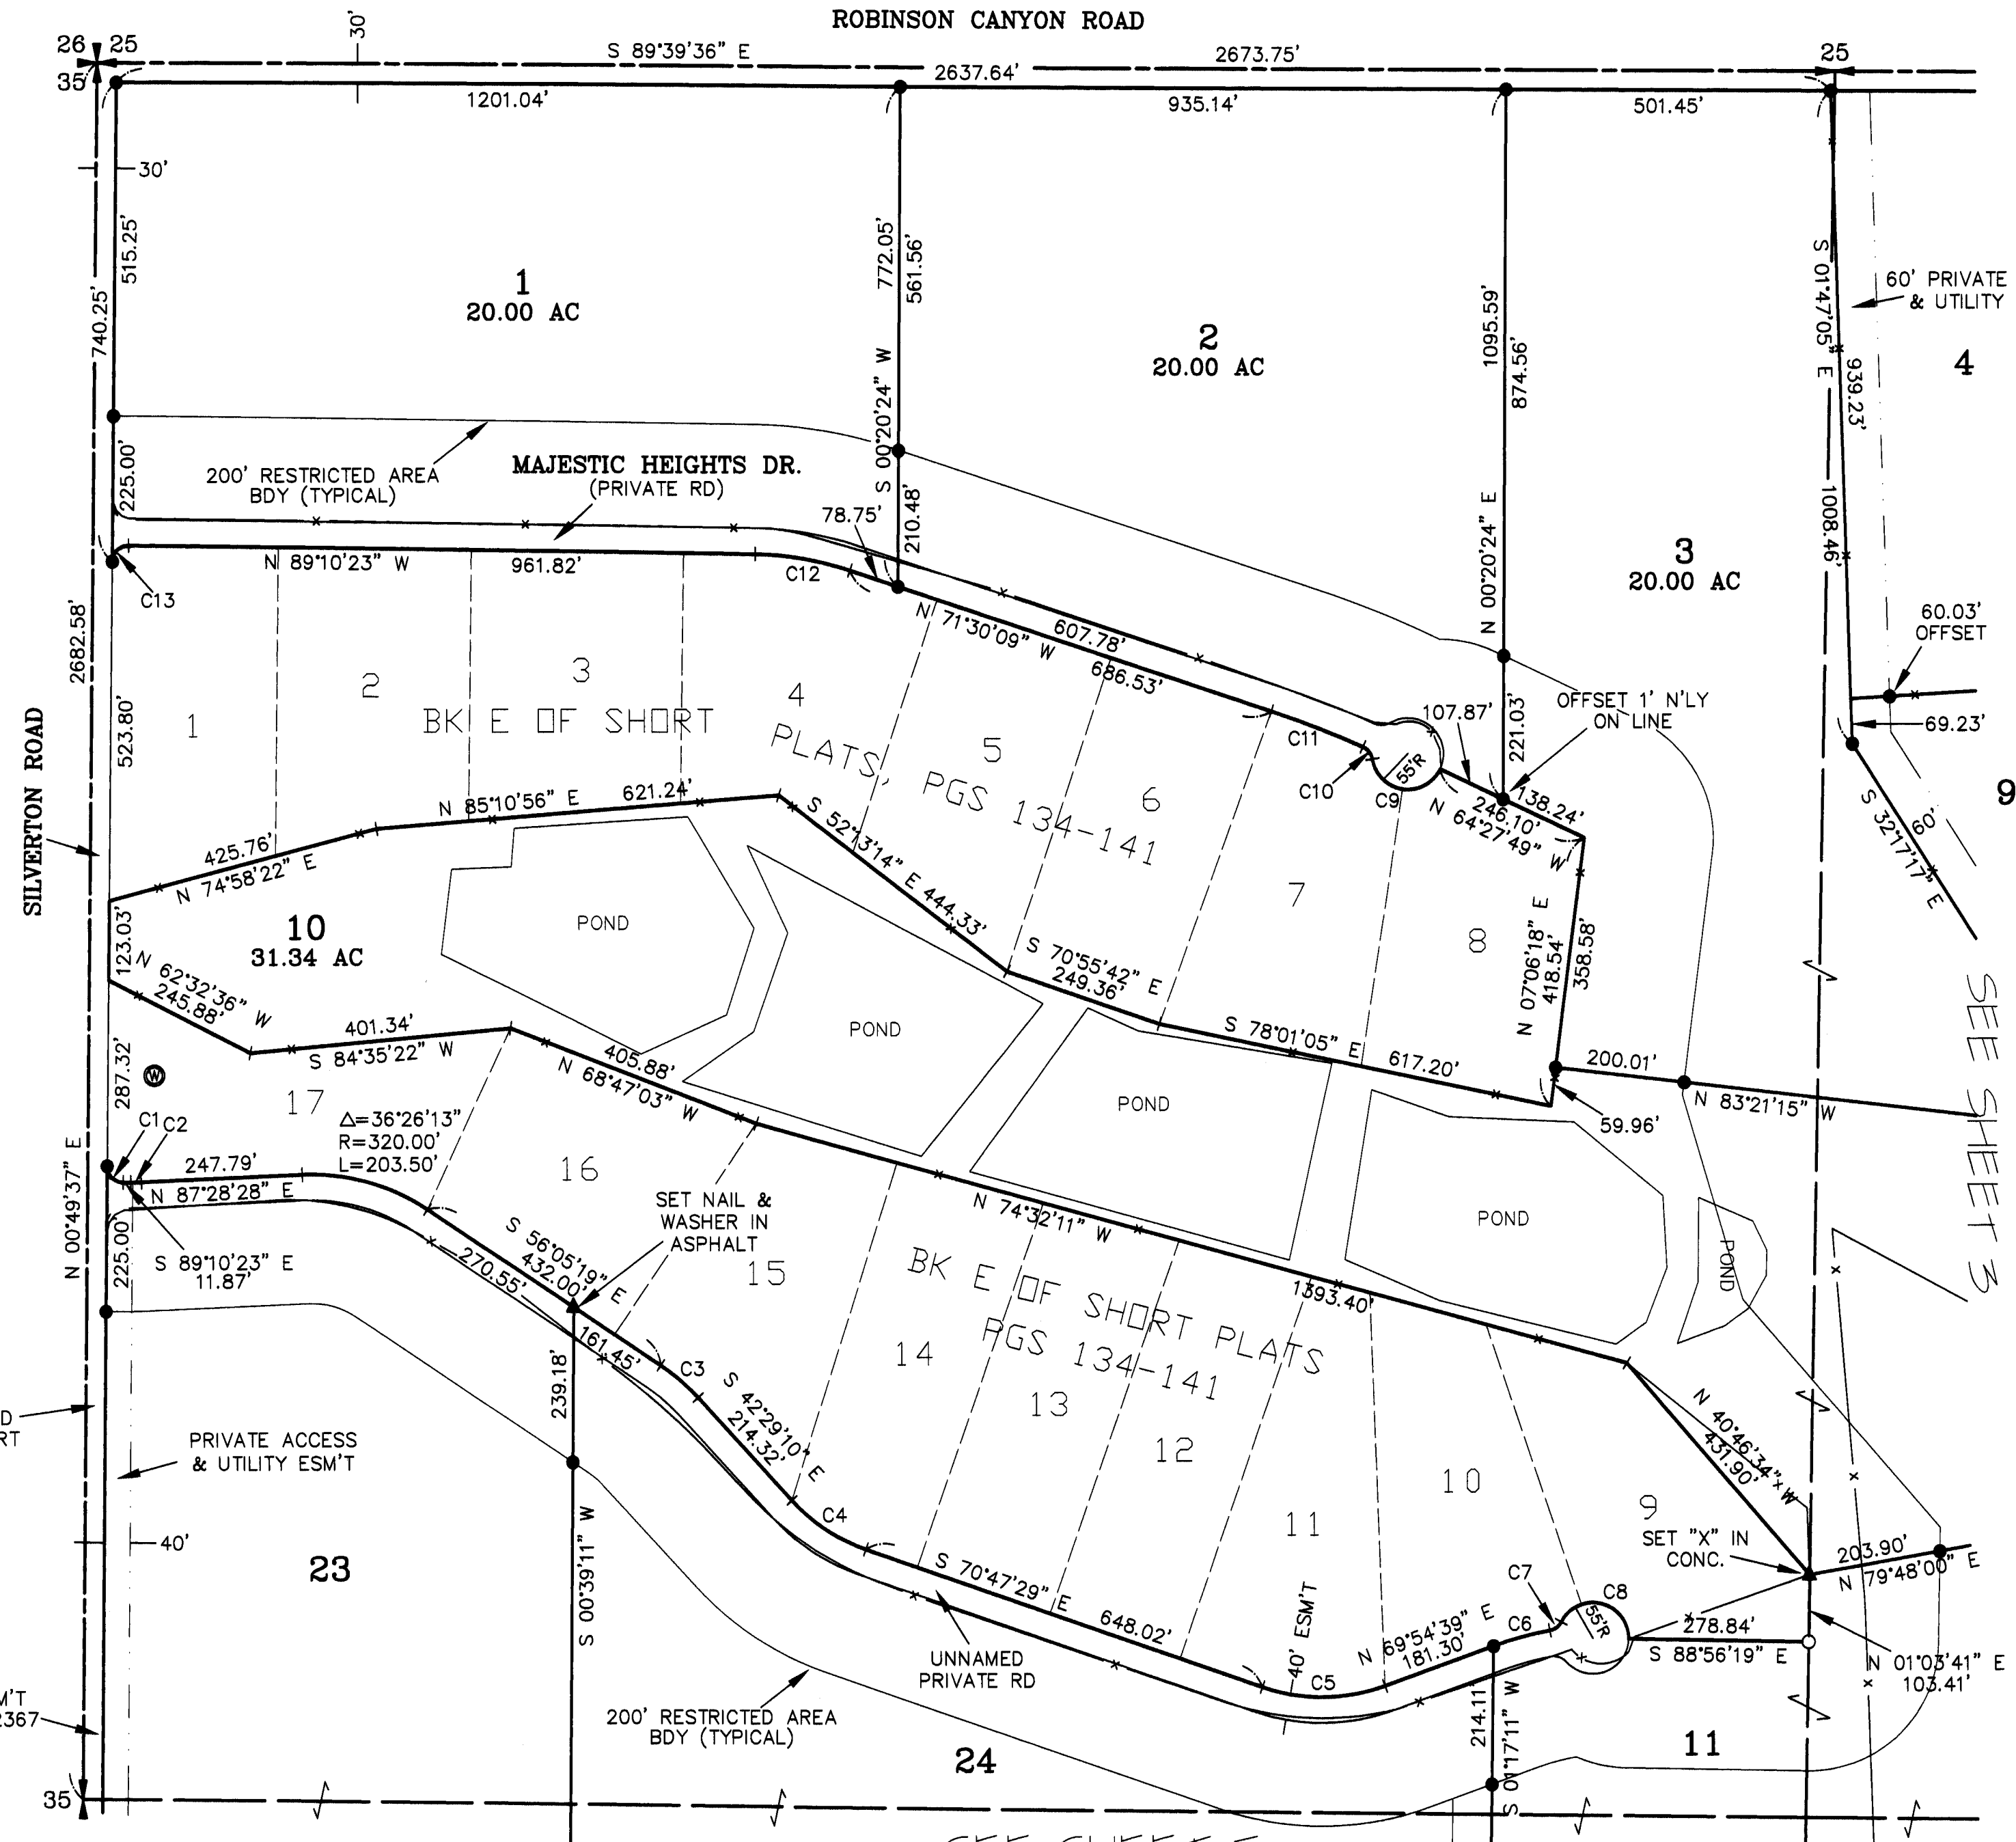 ROBINSON CANYON ROAD
26 25
30'
S 89°39'36" E
2673.75'
25
35
2637.64'
1201.04'
935.14'
501.45'
30'
515.25'
740.25'
1
20.00 AC
772.05'
561.56'
S 00°20'24" W
2
20.00 AC
1095.59'
874.56'
N 00°20'24" E
S 01°47'05" E
939.23'
1008.46'
60' PRIVATE
& UTILITY
4
3
20.00 AC
225.00'
200' RESTRICTED AREA
BDY (TYPICAL)
MAJESTIC HEIGHTS DR.
(PRIVATE RD)
78.75'
210.48'
N 89°10'23" W
961.82'
C12
C13
2682.58'
523.80'
SILVERTON ROAD
1
2
3
4
5
6
7
8
BK E OF SHORT
PLATS, PGS 134-141
N 71°30'09" W
607.78'
686.53'
C11
C10
C9
55'R
107.87'
OFFSET 1' N'LY
ON LINE
221.03'
138.24'
246.10'
N 64°27'49" W
60.03'
OFFSET
69.23'
S 32°17'17" E
60'
9
N 85°10'56" E
621.24'
425.76'
N 74°58'22" E
S 52°13'14" E
444.33'
10
31.34 AC
123.03'
N 62°32'36" W
245.88'
POND
POND
POND
POND
POND
S 70°55'42" E
249.36'
S 78°01'05" E
617.20'
N 07°06'18" E
418.54'
358.58'
200.01'
N 83°21'15" W
59.96'
SEE SHEET 3
401.34'
S 84°35'22" W
405.88'
N 68°47'03" W
287.32'
W
17
Δ=36°26'13"
R=320.00'
L=203.50'
C1
C2
247.79'
N 87°28'28" E
N 00°49'37" E
225.00'
S 89°10'23" E
11.87'
16
SET NAIL &
WASHER IN
ASPHALT
S 56°05'19" E
432.00'
270.55'
161.45'
15
N 74°32'11" W
1393.40'
BK E OF SHORT PLATS
PGS 134-141
14
13
12
11
10
9
239.18'
C3
S 42°29'10" E
214.32'
C4
PRIVATE ACCESS
& UTILITY ESM'T
D
RT
40'
23
S 00°39'11" W
N 40°46'34" W
431.90'
SET "X" IN
CONC.
203.90'
N 79°48'00" E
S 70°47'29" E
648.02'
UNNAMED
PRIVATE RD
40' ESM'T
C5
N 69°54'39" E
181.30'
C6
C7
C8
55'R
278.84'
S 88°56'19" E
N 01°03'41" E
103.41'
214.11'
S 01°17'11" W
M'T
2367
200' RESTRICTED AREA
BDY (TYPICAL)
24
11
35